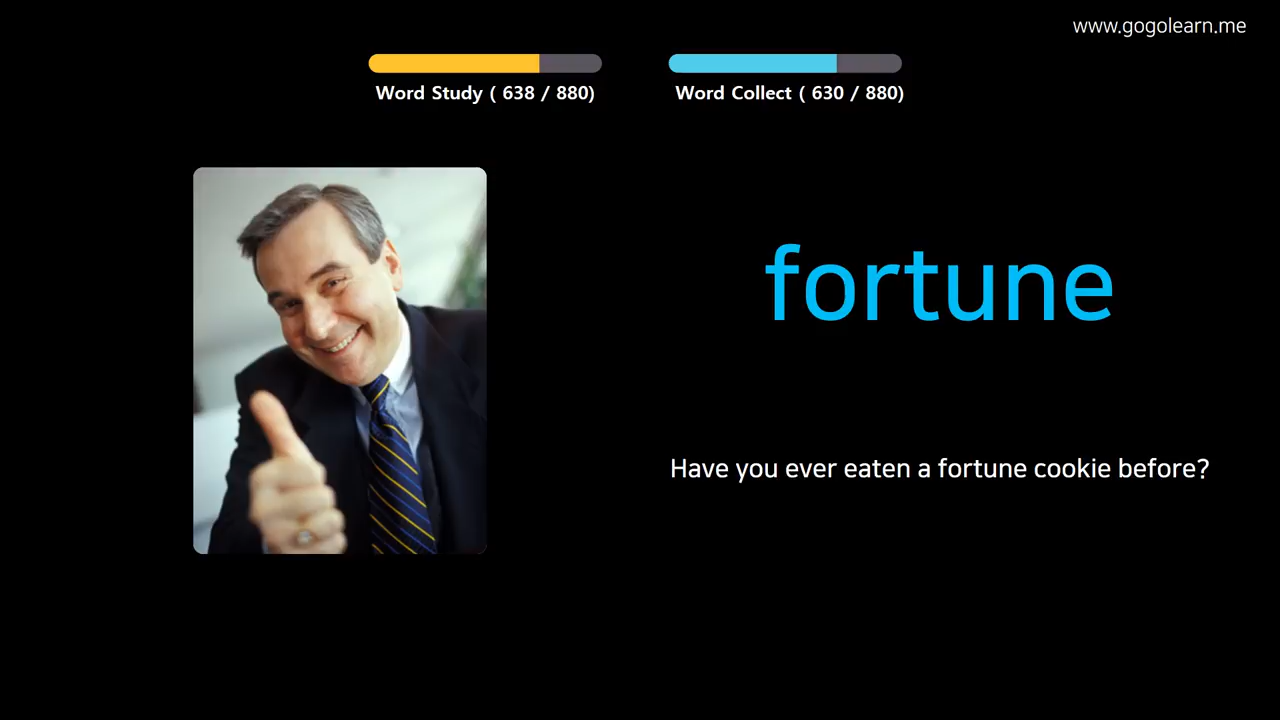 www.gogolearn.me
Word Study ( 638 / 880)
Word Collect ( 630 / 880)
fortune
Have you ever eaten a fortune cookie before?